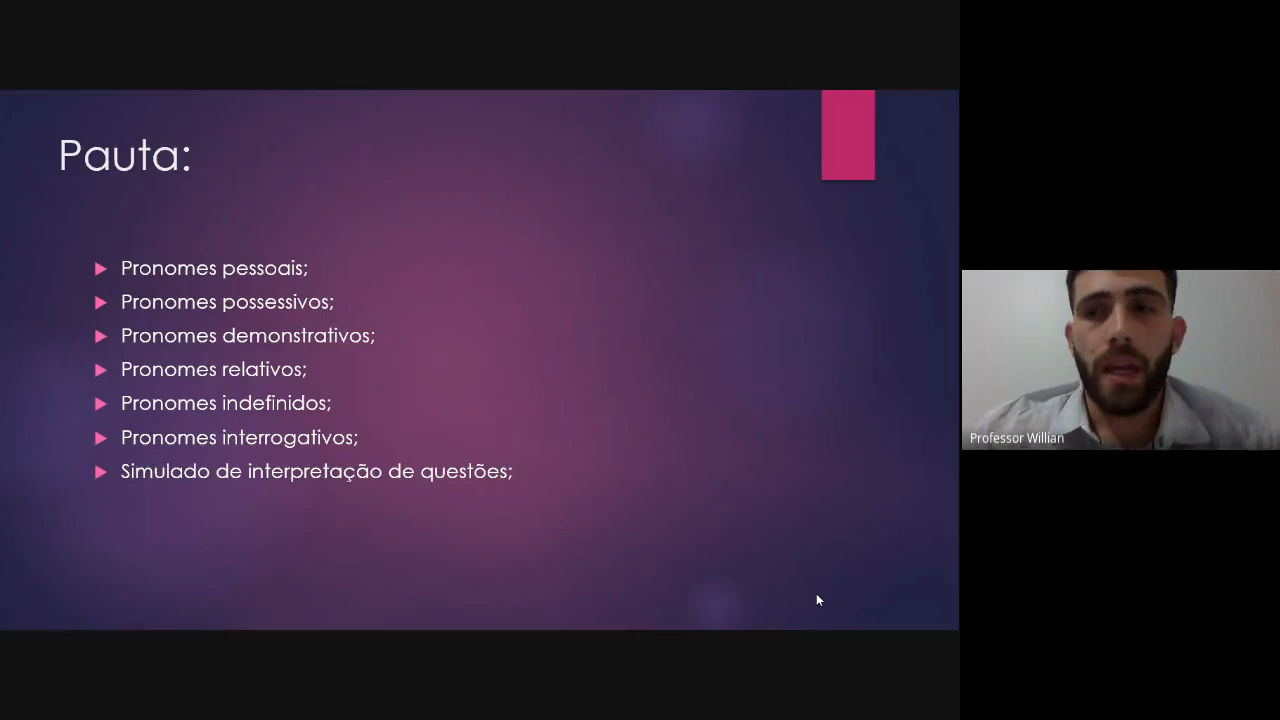 Pauta:
Pronomes pessoais;
Pronomes possessivos;
Pronomes demonstrativos;
Pronomes relativos;
Pronomes indefinidos;
Pronomes interrogativos;
Simulado de interpretação de questões;
Professor Willian